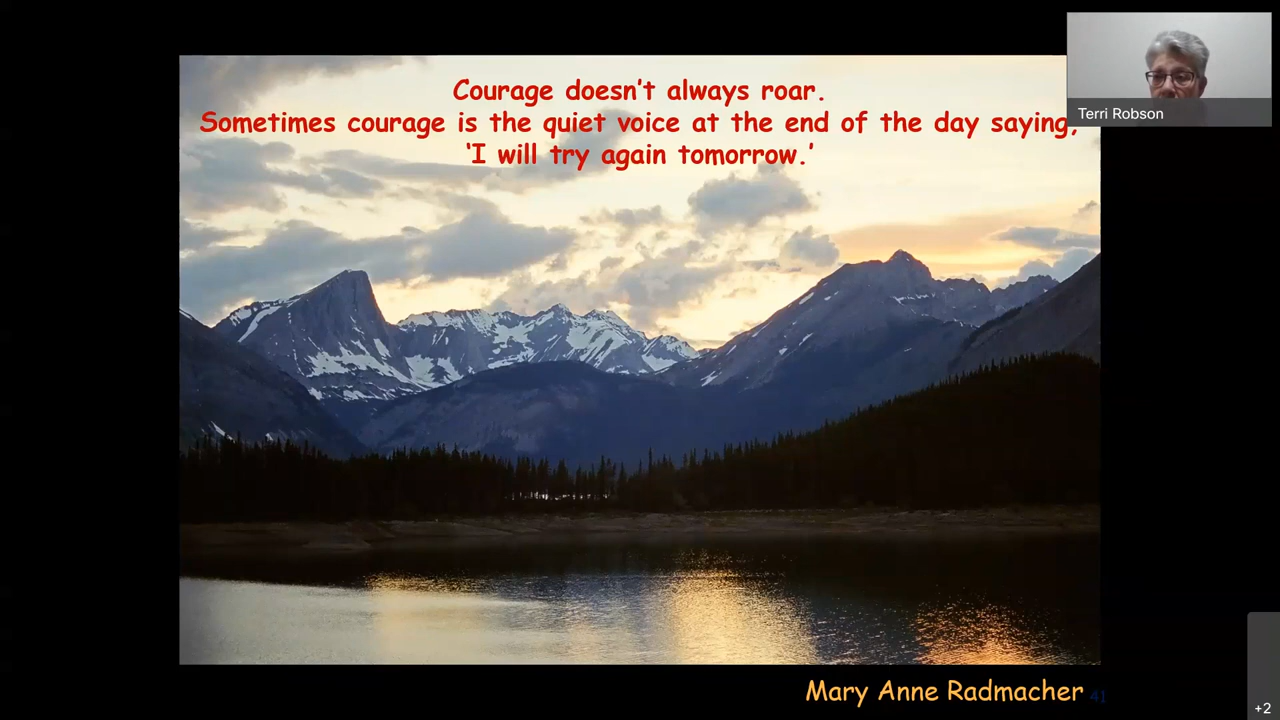 Courage doesn't always roar.
Sometimes courage is the quiet voice at the end of the day saying,
‘I will try again tomorrow.’
Terri Robson
Mary Anne Radmacher
41
+2